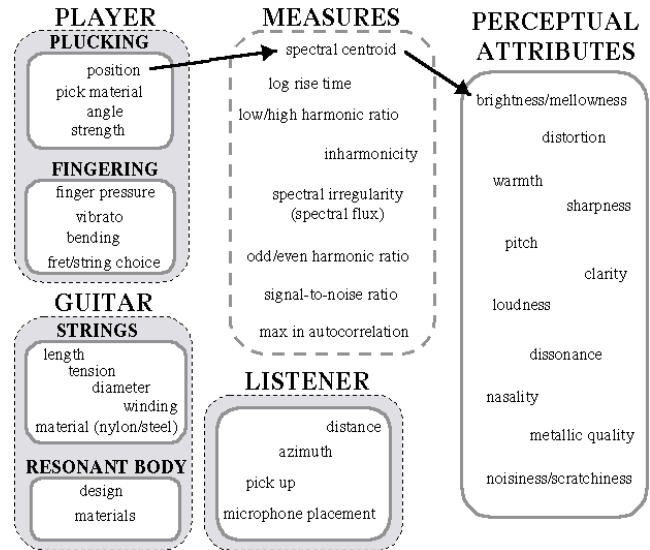 PLAYER
PLUCKING
position
pick material
angle
strength
FINGERING
finger pressure
vibrato
bending
fret/string choice
GUITAR
STRINGS
length
tension
diameter
winding
material (nylon/steel)
RESONANT BODY
design
materials
MEASURES
spectral centroid
log rise time
low/high harmonic ratio
inharmonicity
spectral irregularity
(spectral flux)
odd/even harmonic ratio
signal-to-noise ratio
max in autocorrelation
LISTENER
distance
azimuth
pick up
microphone placement
PERCEPTUAL
ATTRIBUTES
brightness/mellowness
distortion
warmth
sharpness
pitch
clarity
loudness
dissonance
nasality
metallic quality
noisiness/scratchiness